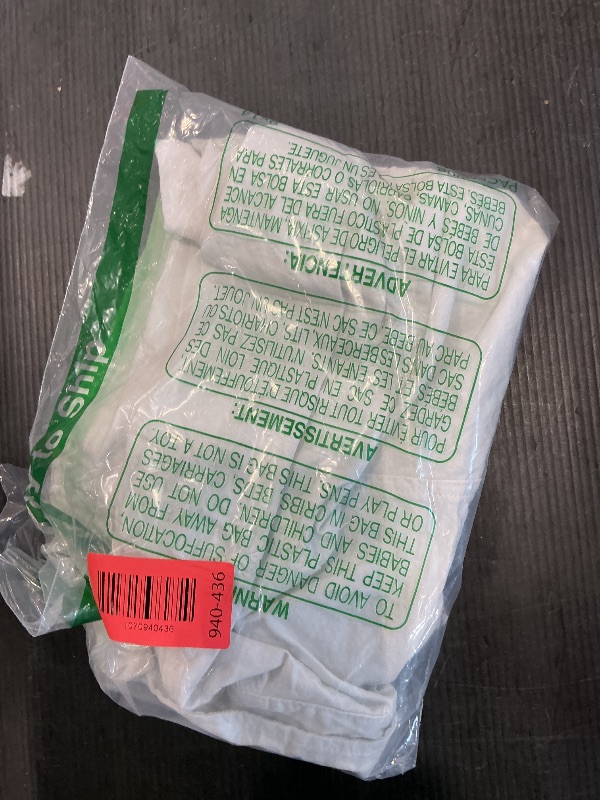 WARN
TO AVOID DANGER OF SUFFOCATION,
KEEP THIS PLASTIC BAG AWAY FROM
BABIES AND CHILDREN. DO NOT USE
THIS BAG IN CRIBS, BEDS, CARRIAGES
OR PLAY PENS. THIS BAG IS NOT A TOY
AVERTISSEMENT:
POUR EVITER TOUT RISQUE D'ETOUFFEMENT
GARDEZ CE SAC EN PLASTIQUE LOIN DES
BEBES ET LES ENFANTS. N'UTILISEZ PAS CE
SAC DANS LES BERCEAUX, LITS, CHARIOTS OU
PARC AU BEBE. CE SAC N'EST PAS UN JOUET.
ADVERTENCIA:
PARA EVITAR EL PELIGRO DE ASFIXIA, MANTENGA
ESTA BOLSA DE PLASTICO FUERA DEL ALCANCE
DE BEBES Y NINOS. NO USAR ESTA BOLSA EN
CUNAS, CAMAS, CARRIOLAS O CORRALES PARA
BEBES. ESTA BOLSA NO ES UN JUGUETE.
to ship
1070940436
940-436